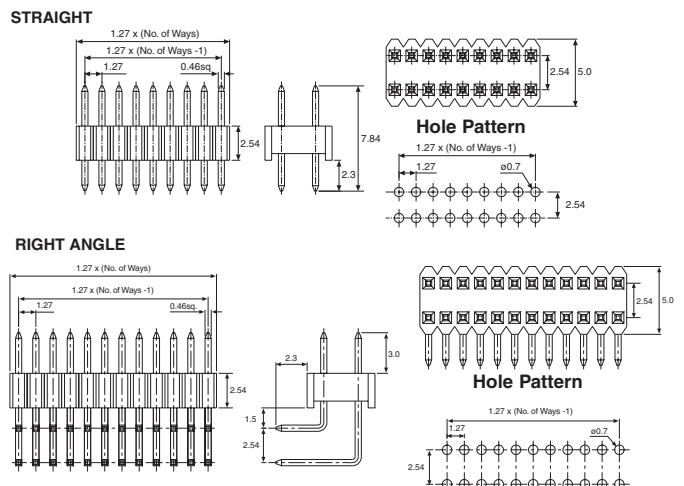 STRAIGHT
1.27 x (No. of Ways)
1.27 x (No. of Ways -1)
1.27
0.46sq
2.54
7.84
2.3
2.54
5.0
Hole Pattern
1.27 x (No. of Ways -1)
1.27
ø0.7
2.54
RIGHT ANGLE
1.27 x (No. of Ways)
1.27 x (No. of Ways -1)
1.27
0.46sq.
2.54
2.3
3.0
1.5
2.54
2.54
5.0
Hole Pattern
1.27 x (No. of Ways -1)
1.27
ø0.7
2.54